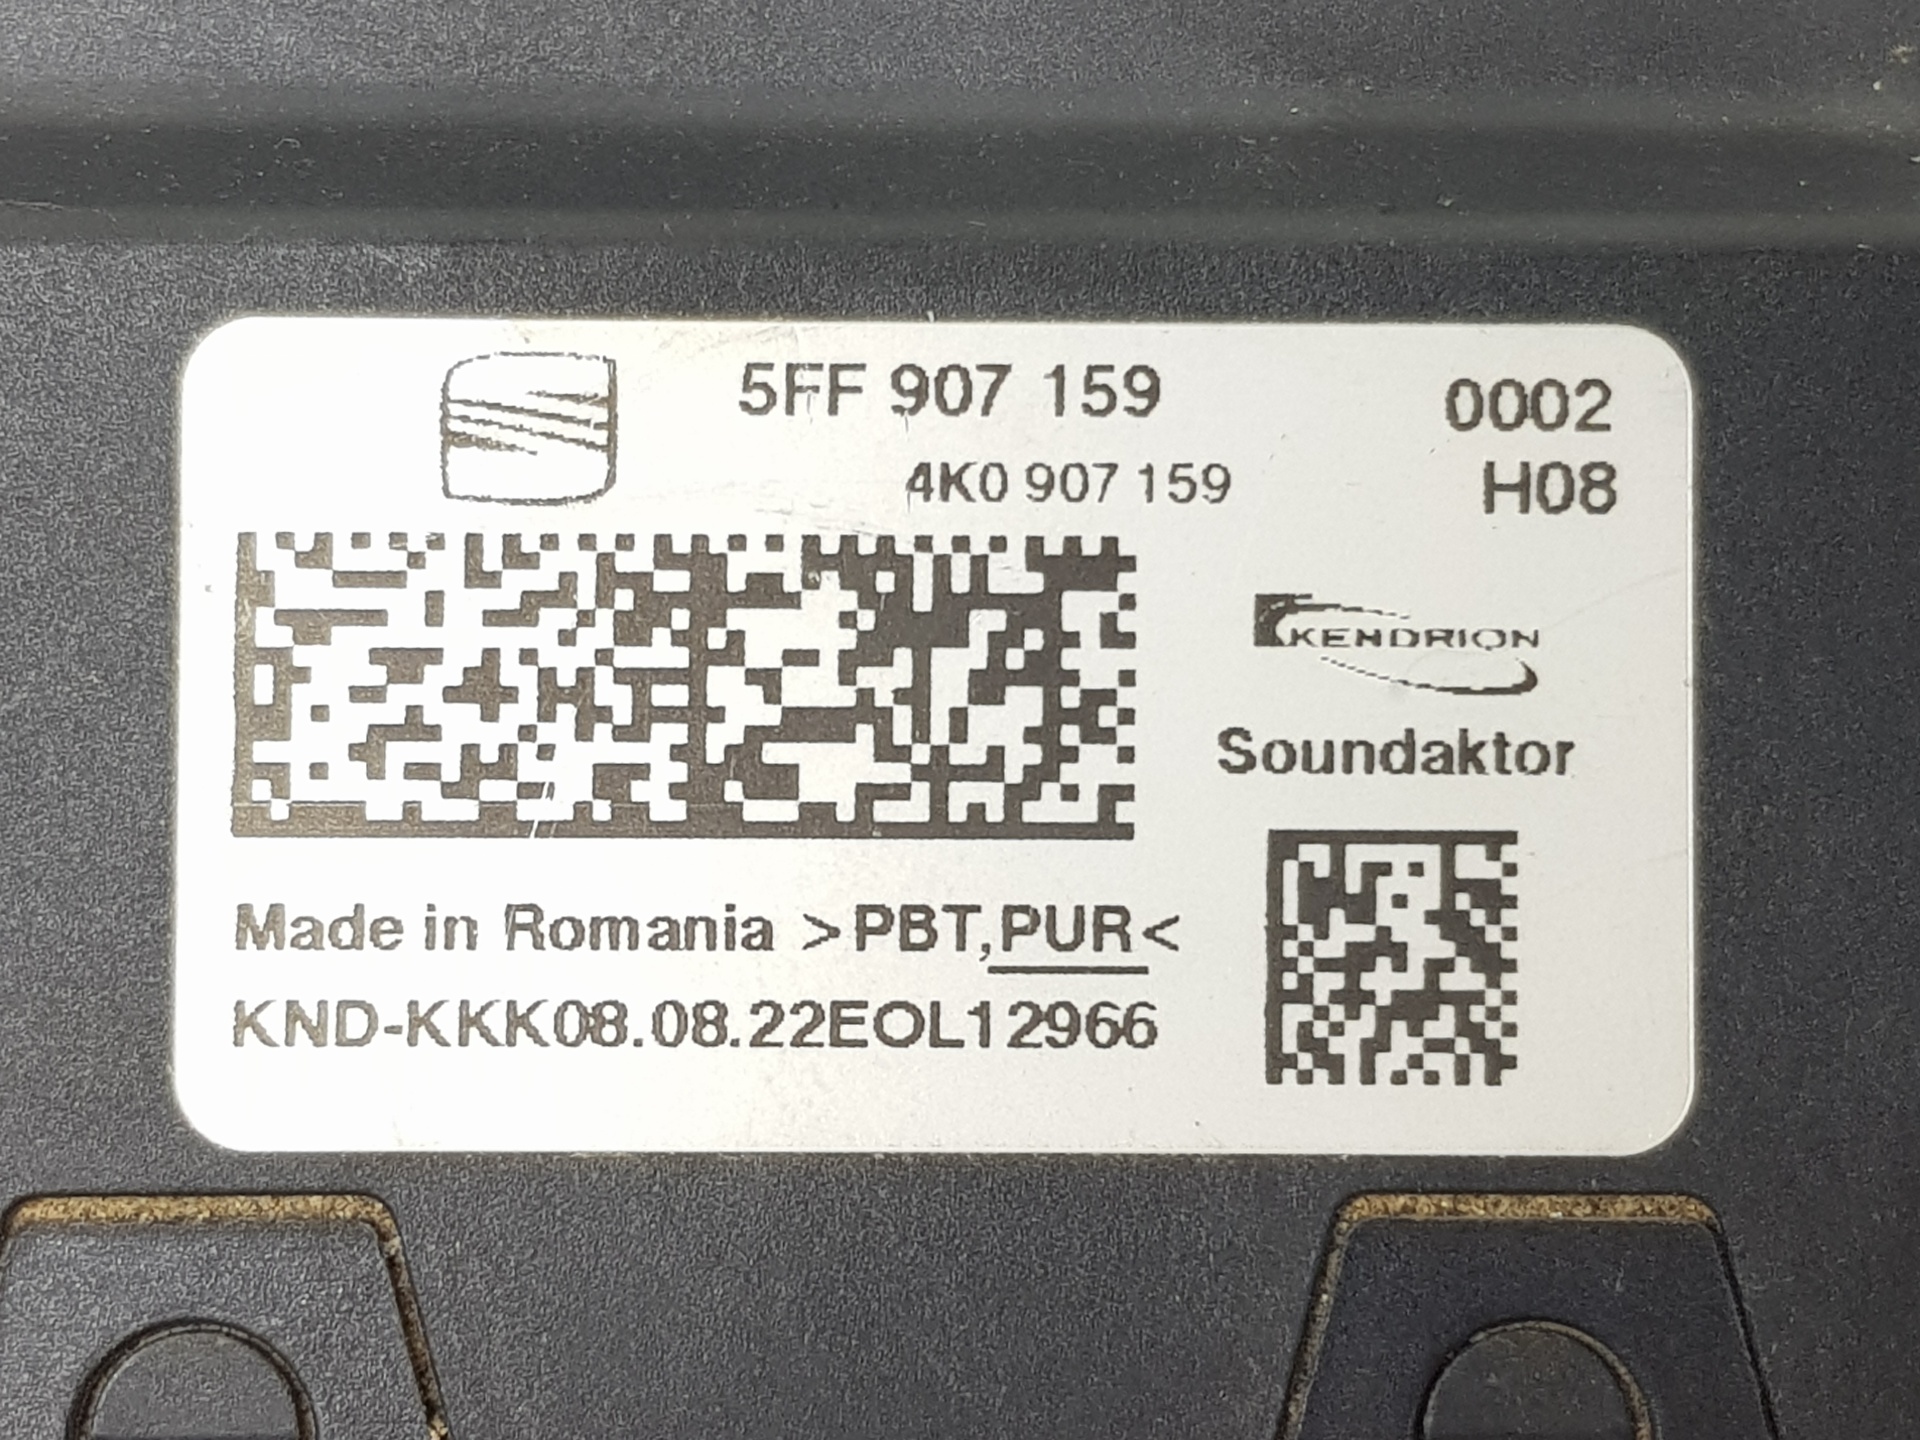 5FF 907 159 0002
4K0 907 159 H08
KENDRION
Soundaktor
Made in Romania >PBT,PUR<
KND-KKK08.08.22EOL12966